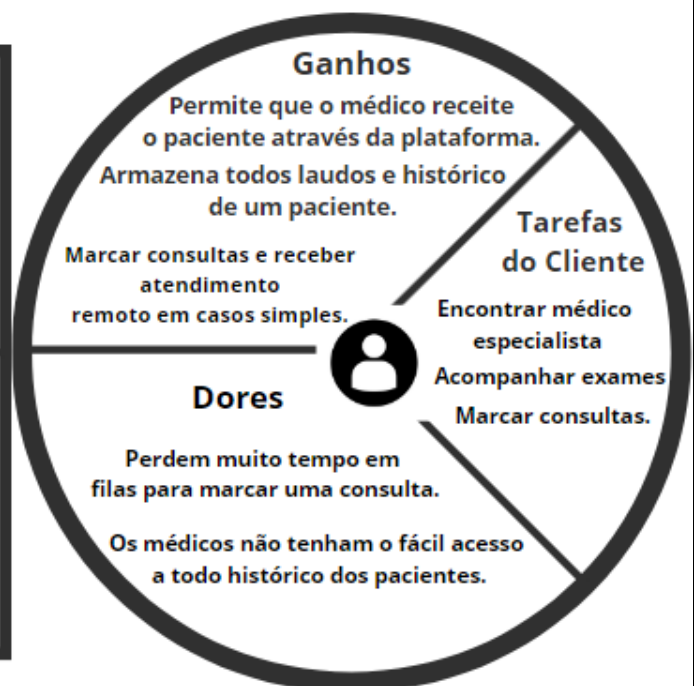 Ganhos
Permite que o médico receite
o paciente através da plataforma.
Armazena todos laudos e histórico
de um paciente.
Marcar consultas e receber
atendimento
remoto em casos simples.
Tarefas
do Cliente
Encontrar médico
especialista
Acompanhar exames
Marcar consultas.
Dores
Perdem muito tempo em
filas para marcar uma consulta.
Os médicos não tenham o fácil acesso
a todo histórico dos pacientes.